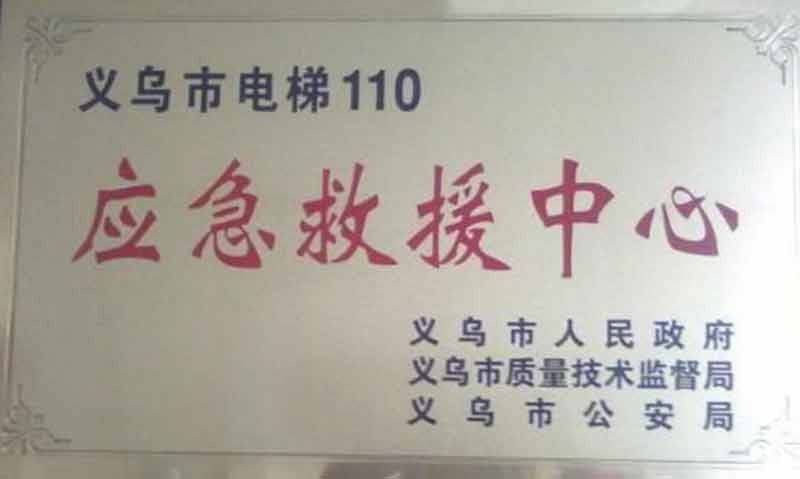 义乌市电梯110
应急救援中心
义乌市人民政府
义乌市质量技术监督局
义乌市公安局